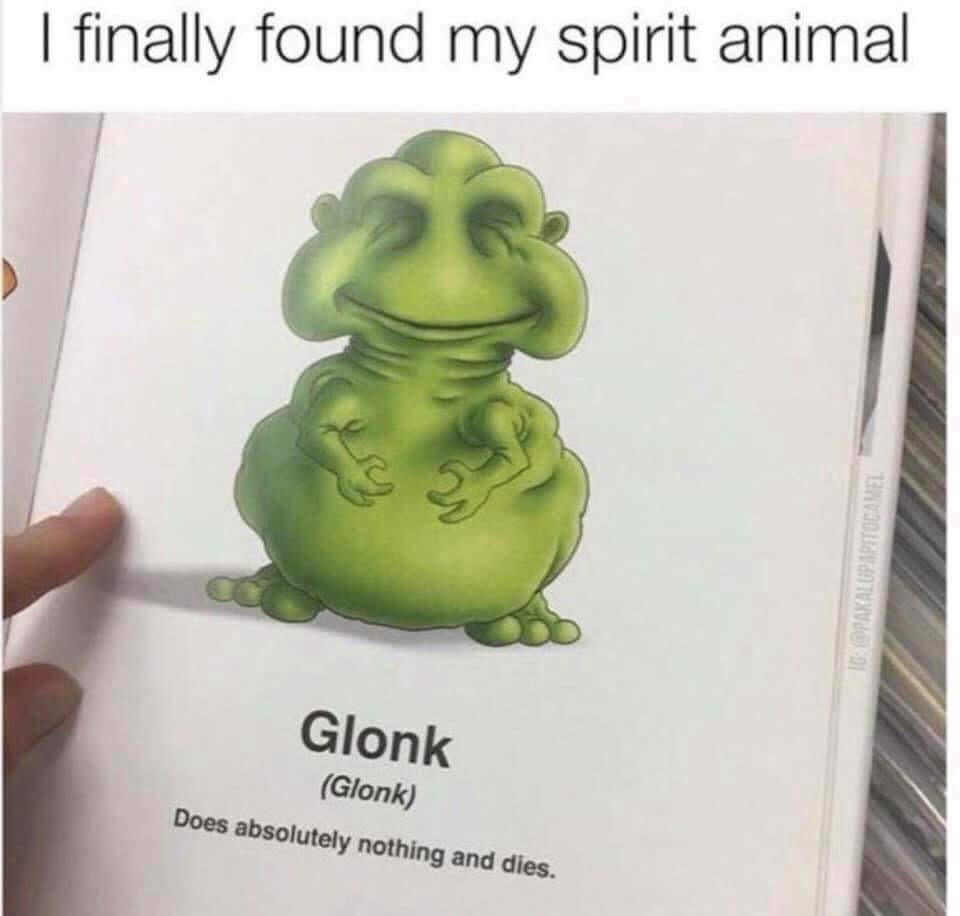 I finally found my spirit animal
Glonk
(Glonk)
Does absolutely nothing and dies.
IG: @PAKALUPAPITOCAMEL